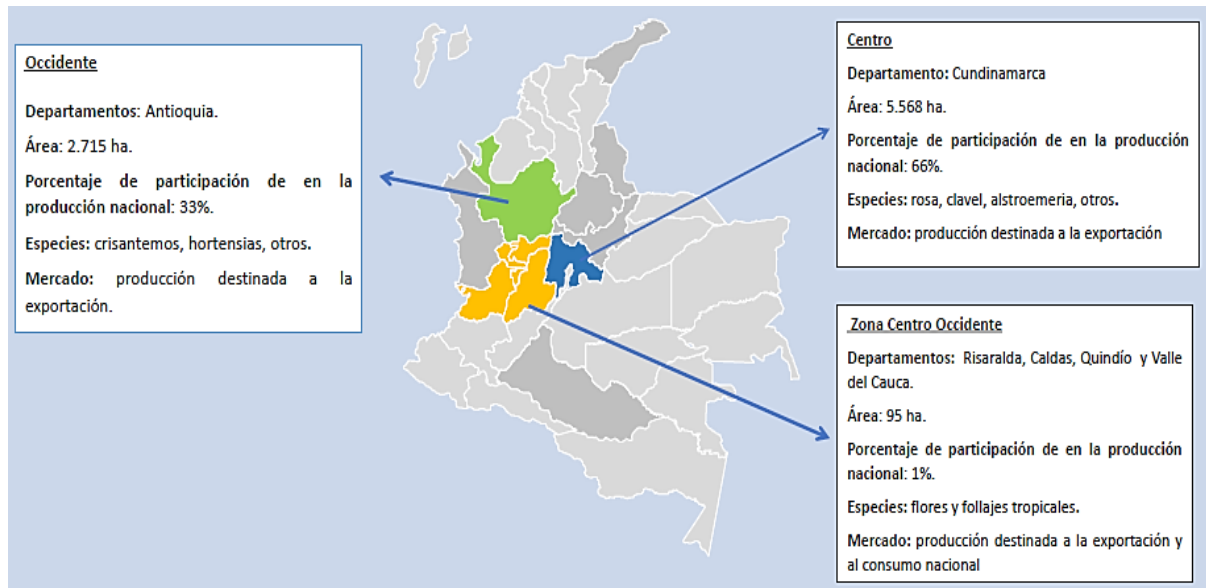 Occidente
Departamentos: Antioquia.
Área: 2.715 ha.
Porcentaje de participación de en la
producción nacional: 33%.
Especies: crisantemos, hortensias, otros.
Mercado: producción destinada a la
exportación.
Centro
Departamento: Cundinamarca
Área: 5.568 ha.
Porcentaje de participación de en la producción
nacional: 66%.
Especies: rosa, clavel, alstroemeria, otros.
Mercado: producción destinada a la exportación
Zona Centro Occidente
Departamentos: Risaralda, Caldas, Quindío y Valle
del Cauca.
Área: 95 ha.
Porcentaje de participación de en la producción
nacional: 1%.
Especies: flores y follajes tropicales.
Mercado: producción destinada a la exportación y
al consumo nacional